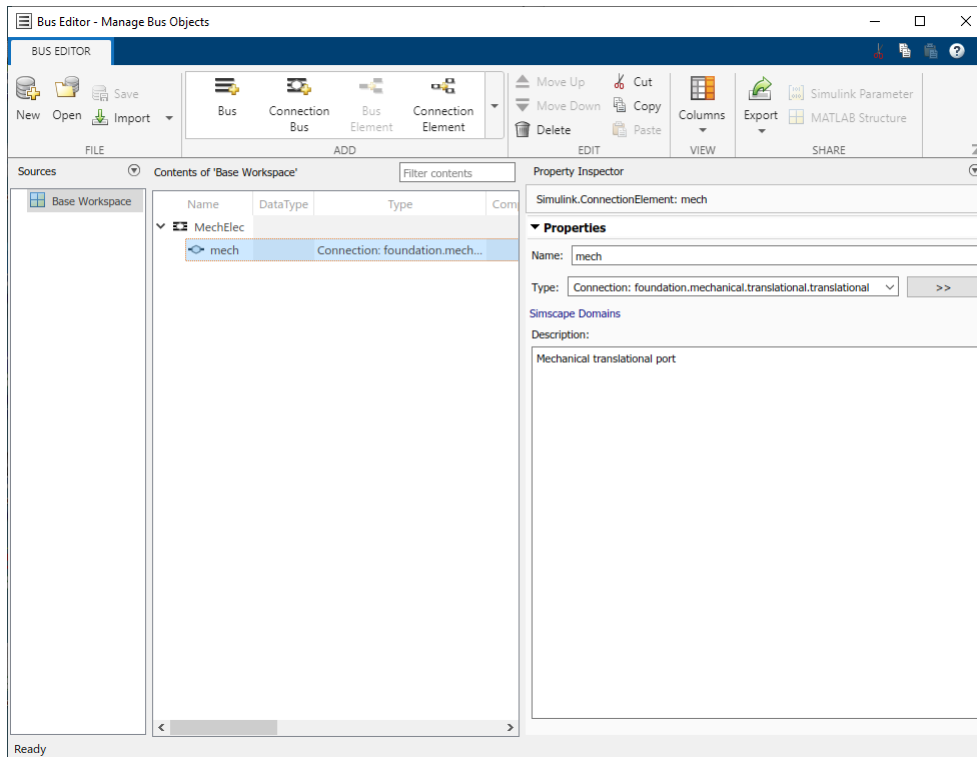 Bus Editor - Manage Bus Objects
BUS EDITOR
New
Open
Save
Import
FILE
Bus
Connection
Bus
Bus
Element
Connection
Element
ADD
Move Up
Move Down
Delete
Cut
Copy
Paste
EDIT
Columns
VIEW
Export
Simulink Parameter
MATLAB Structure
SHARE
Sources
Base Workspace
Contents of 'Base Workspace'
Filter contents
Name DataType Type
MechElec
mech Connection: foundation.mech...
Property Inspector
Simulink.ConnectionElement: mech
Properties
Name: mech
Type: Connection: foundation.mechanical.translational.translational >>
Simscape Domains
Description:
Mechanical translational port
Ready